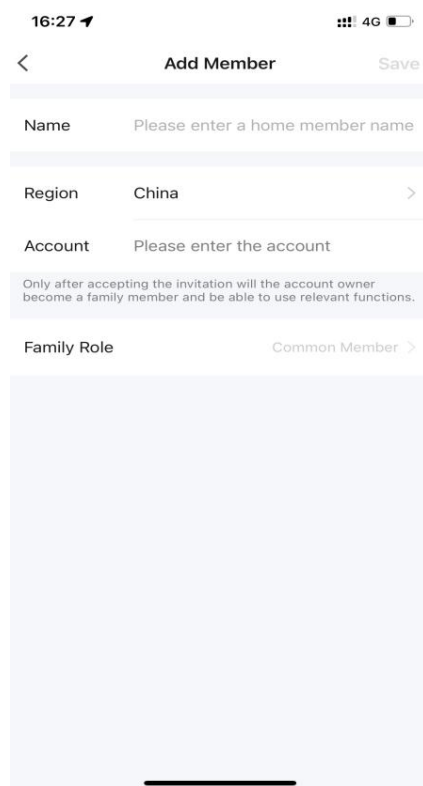 16:27
4G
Add Member
Save
Name Please enter a home member name
Region China
Account Please enter the account
Only after accepting the invitation will the account owner
become a family member and be able to use relevant functions.
Family Role Common Member